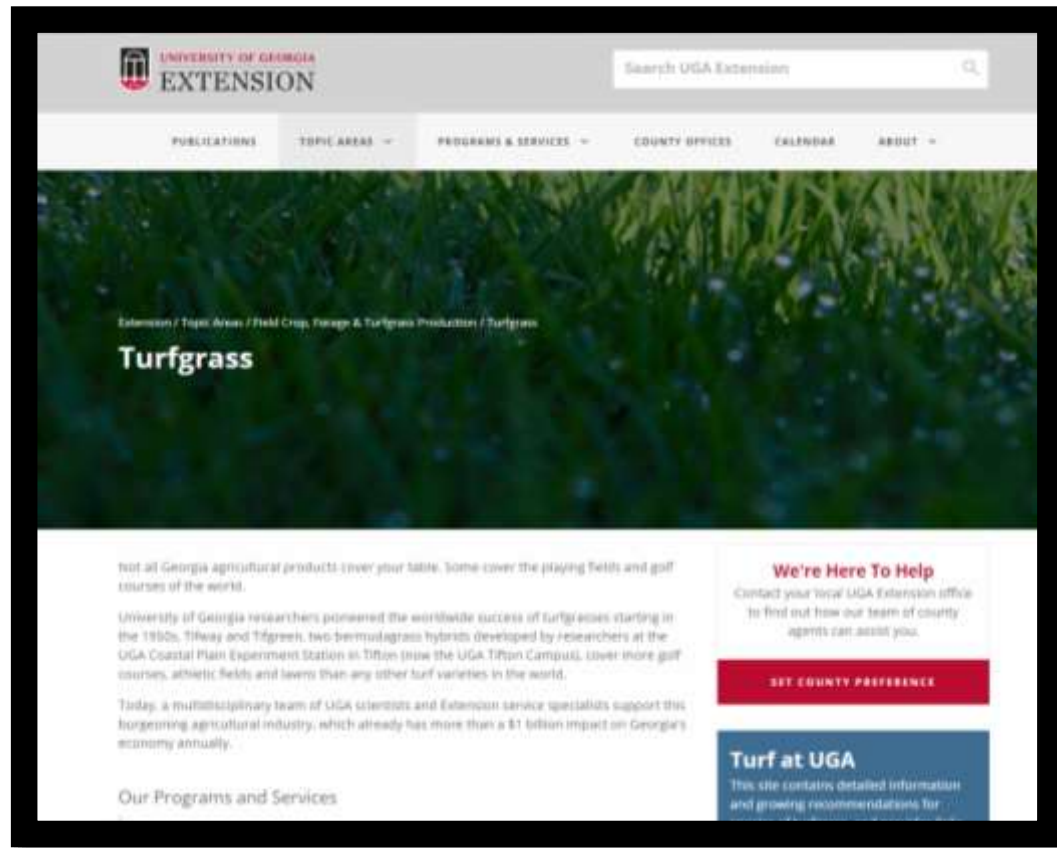 UNIVERSITY OF GEORGIA
EXTENSION
Search UGA Extension
PUBLICATIONS
TOPIC AREAS
PROGRAMS & SERVICES
COUNTY OFFICES
CALENDAR
ABOUT
Extension / Topic Areas / Field Crop, Forage & Turfgrass Production / Turfgrass
Turfgrass
Not all Georgia agricultural products cover your table. Some cover the playing fields and golf
courses of the world.
University of Georgia researchers pioneered the worldwide success of turfgrasses starting in
the 1950s. Tifway and Tifgreen, two bermudagrass hybrids developed by researchers at the
UGA Coastal Plain Experiment Station in Tifton (now the UGA Tifton Campus), cover more golf
courses, athletic fields and lawns than any other turf varieties in the world.
Today, a multidisciplinary team of UGA scientists and Extension service specialists support this
burgeoning agricultural industry, which already has more than a $1 billion impact on Georgia's
economy annually.
Our Programs and Services
We're Here To Help
Contact your local UGA Extension office
to find out how our team of county
agents can assist you.
SET COUNTY PREFERENCE
Turf at UGA
This site contains detailed information
and growing recommendations for